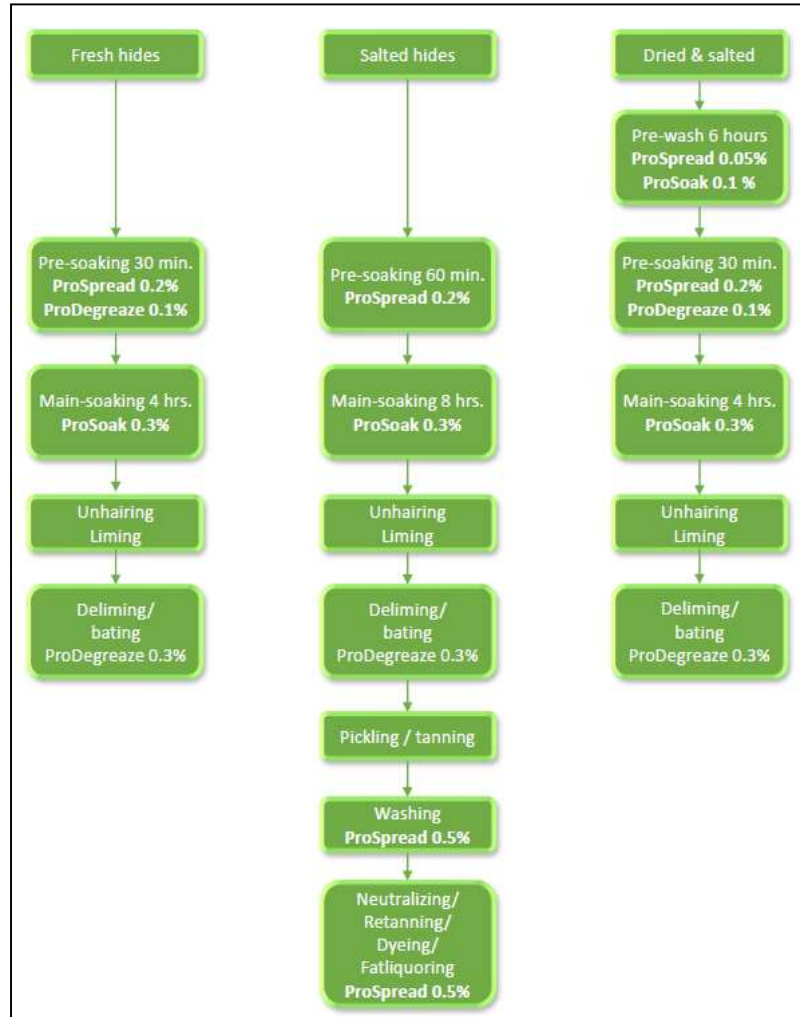 Fresh hides
Pre-soaking 30 min.
ProSpread 0.2%
ProDegreaze 0.1%
Main-soaking 4 hrs.
ProSoak 0.3%
Unhairing
Liming
Deliming/
bating
ProDegreaze 0.3%
Salted hides
Pre-soaking 60 min.
ProSpread 0.2%
Main-soaking 8 hrs.
ProSoak 0.3%
Unhairing
Liming
Deliming/
bating
ProDegreaze 0.3%
Pickling / tanning
Washing
ProSpread 0.5%
Neutralizing/
Retanning/
Dyeing/
Fatliquoring
ProSpread 0.5%
Dried & salted
Pre-wash 6 hours
ProSpread 0.05%
ProSoak 0.1 %
Pre-soaking 30 min.
ProSpread 0.2%
ProDegreaze 0.1%
Main-soaking 4 hrs.
ProSoak 0.3%
Unhairing
Liming
Deliming/
bating
ProDegreaze 0.3%